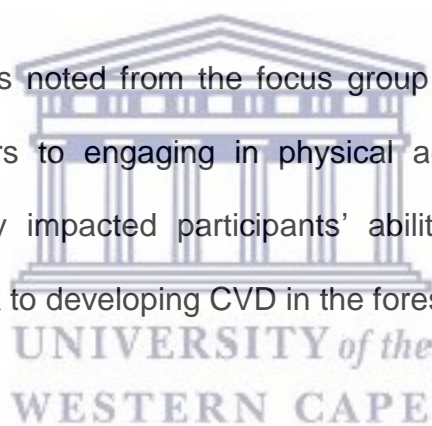 s noted from the focus group
rs to engaging in physical ac
y impacted participants' abilit
to developing CVD in the fores
UNIVERSITY of the
WESTERN CAPE